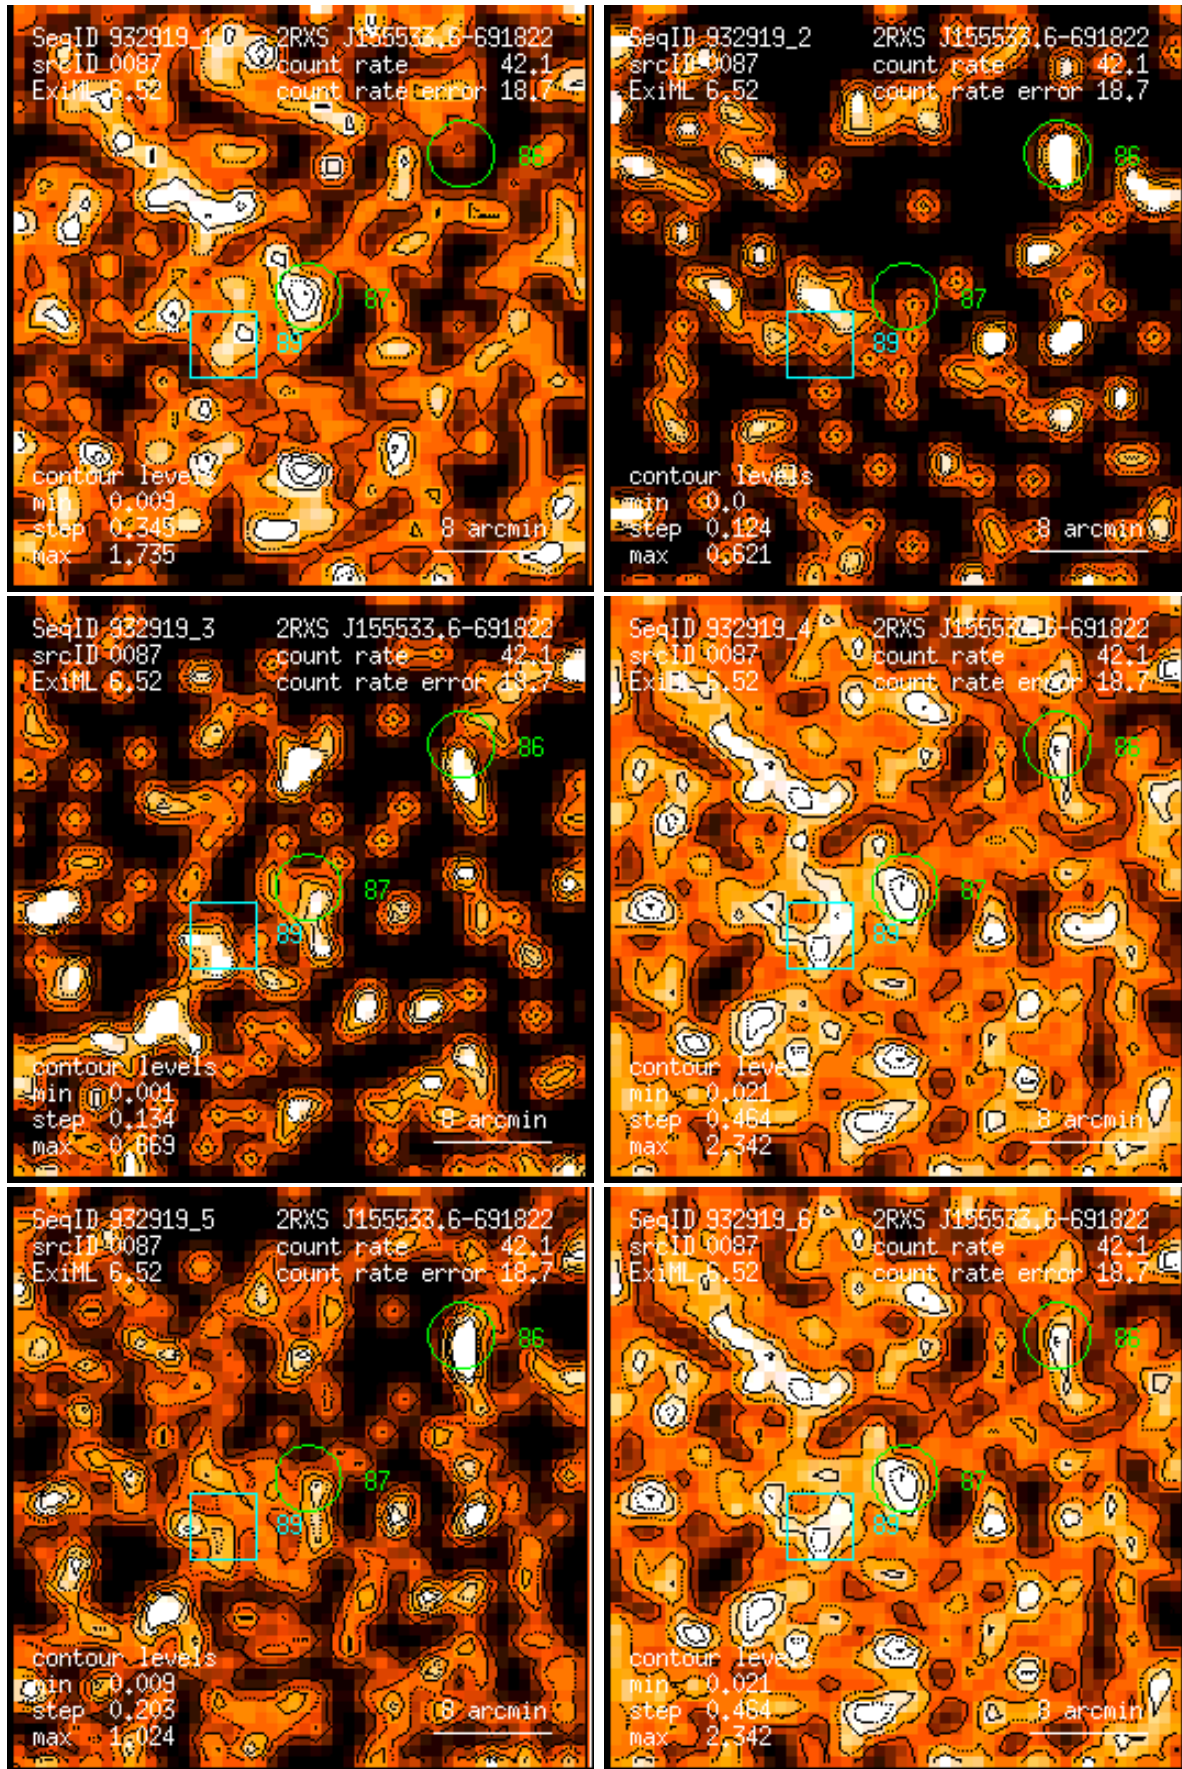 SeqID 932919_1 2RXS J155533.6-691822
srcID 0087 count rate 42.1
ExiML 6.52 count rate error 18.7
86
87
89
contour levels
min 0.009
step 0.345 8 arcmin
max 1.735
SeqID 932919_2 2RXS J155533.6-691822
srcID 0087 count rate 42.1
ExiML 6.52 count rate error 18.7
86
87
89
contour levels
min 0.0
step 0.124 8 arcmin
max 0.621
SeqID 932919_3 2RXS J155533.6-691822
srcID 0087 count rate 42.1
ExiML 6.52 count rate error 18.7
86
87
89
contour levels
min 0.001
step 0.134 8 arcmin
max 0.669
SeqID 932919_4 2RXS J155533.6-691822
srcID 0087 count rate 42.1
ExiML 6.52 count rate error 18.7
86
87
89
contour levels
min 0.021
step 0.464 8 arcmin
max 2.342
SeqID 932919_5 2RXS J155533.6-691822
srcID 0087 count rate 42.1
ExiML 6.52 count rate error 18.7
86
87
89
contour levels
min 0.009
step 0.203 8 arcmin
max 1.024
SeqID 932919_6 2RXS J155533.6-691822
srcID 0087 count rate 42.1
ExiML 6.52 count rate error 18.7
86
87
89
contour levels
min 0.021
step 0.464 8 arcmin
max 2.342